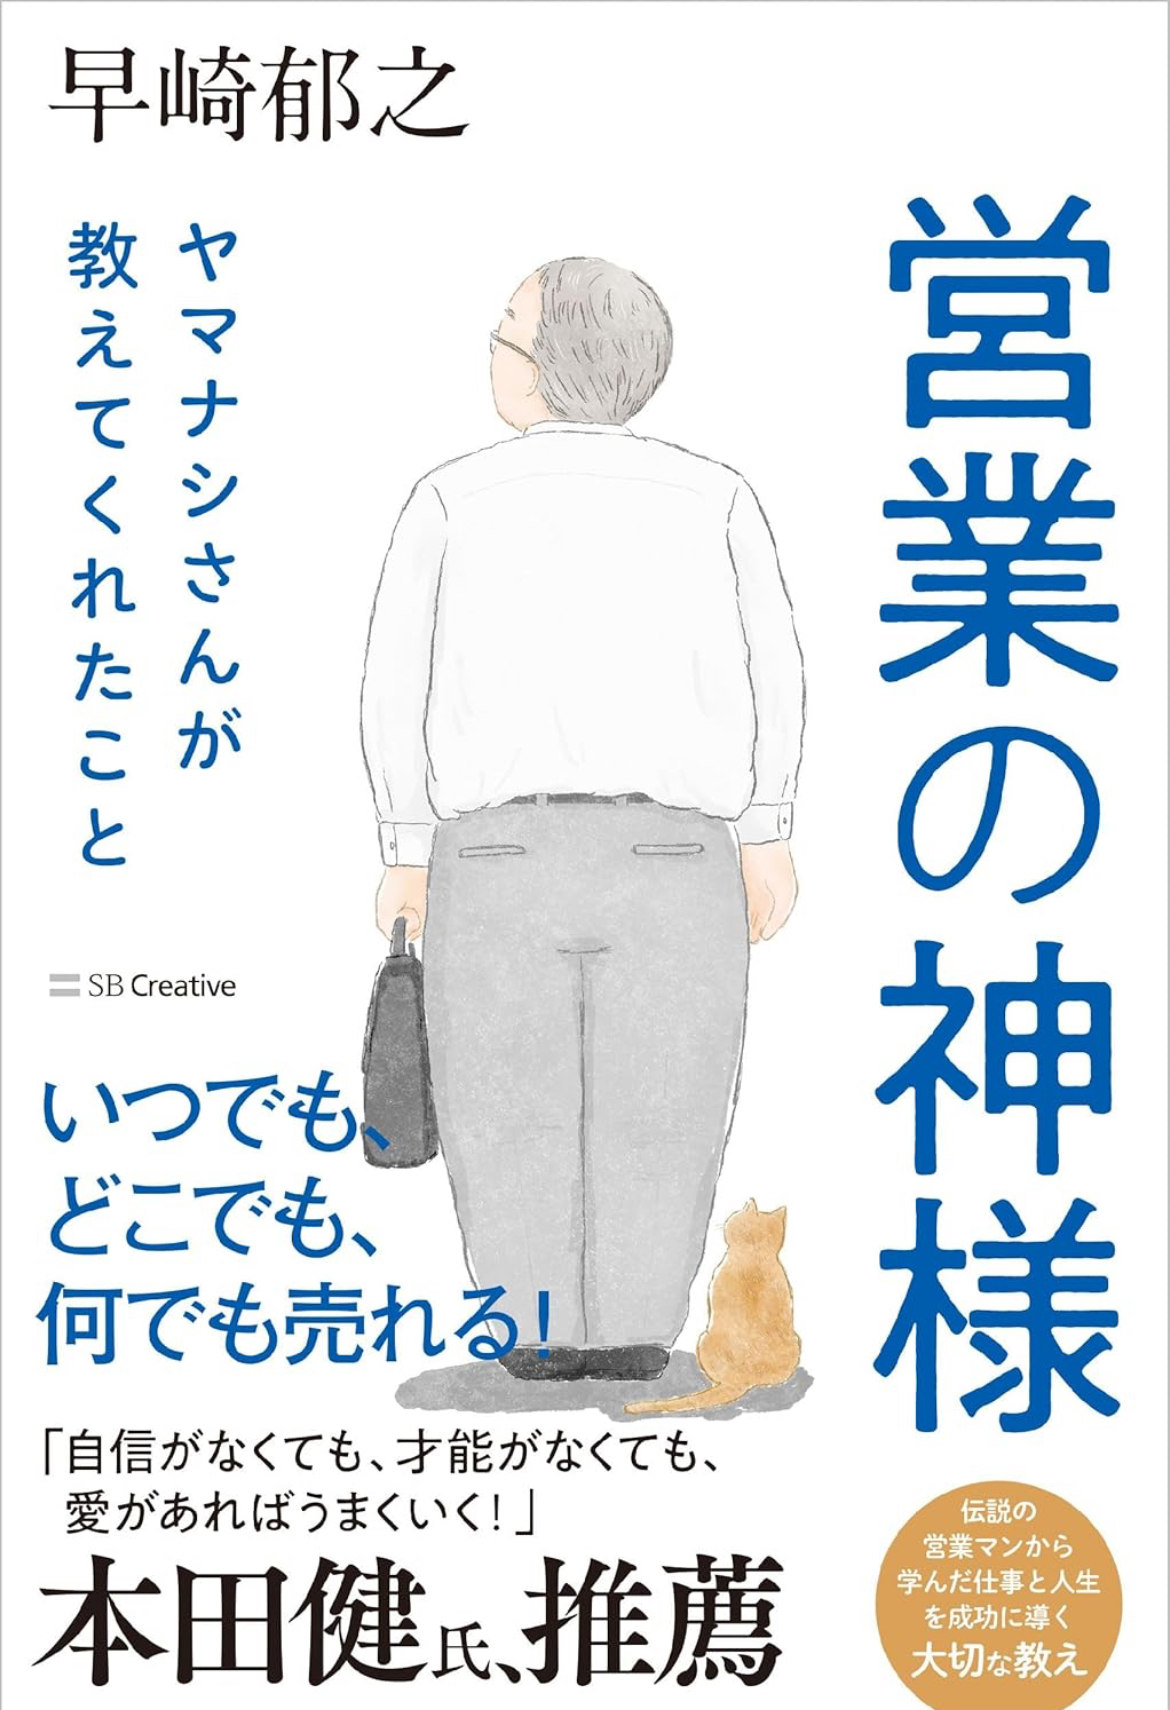 早崎郁之
営業の神様
ヤマナシさんが
教えてくれたこと
SB Creative
いつでも、
どこでも、
何でも売れる!
「自信がなくても、才能がなくても、
愛があればうまくいく!」
本田健氏、推薦
伝説の
営業マンから
学んだ仕事と人生
を成功に導く
大切な教え